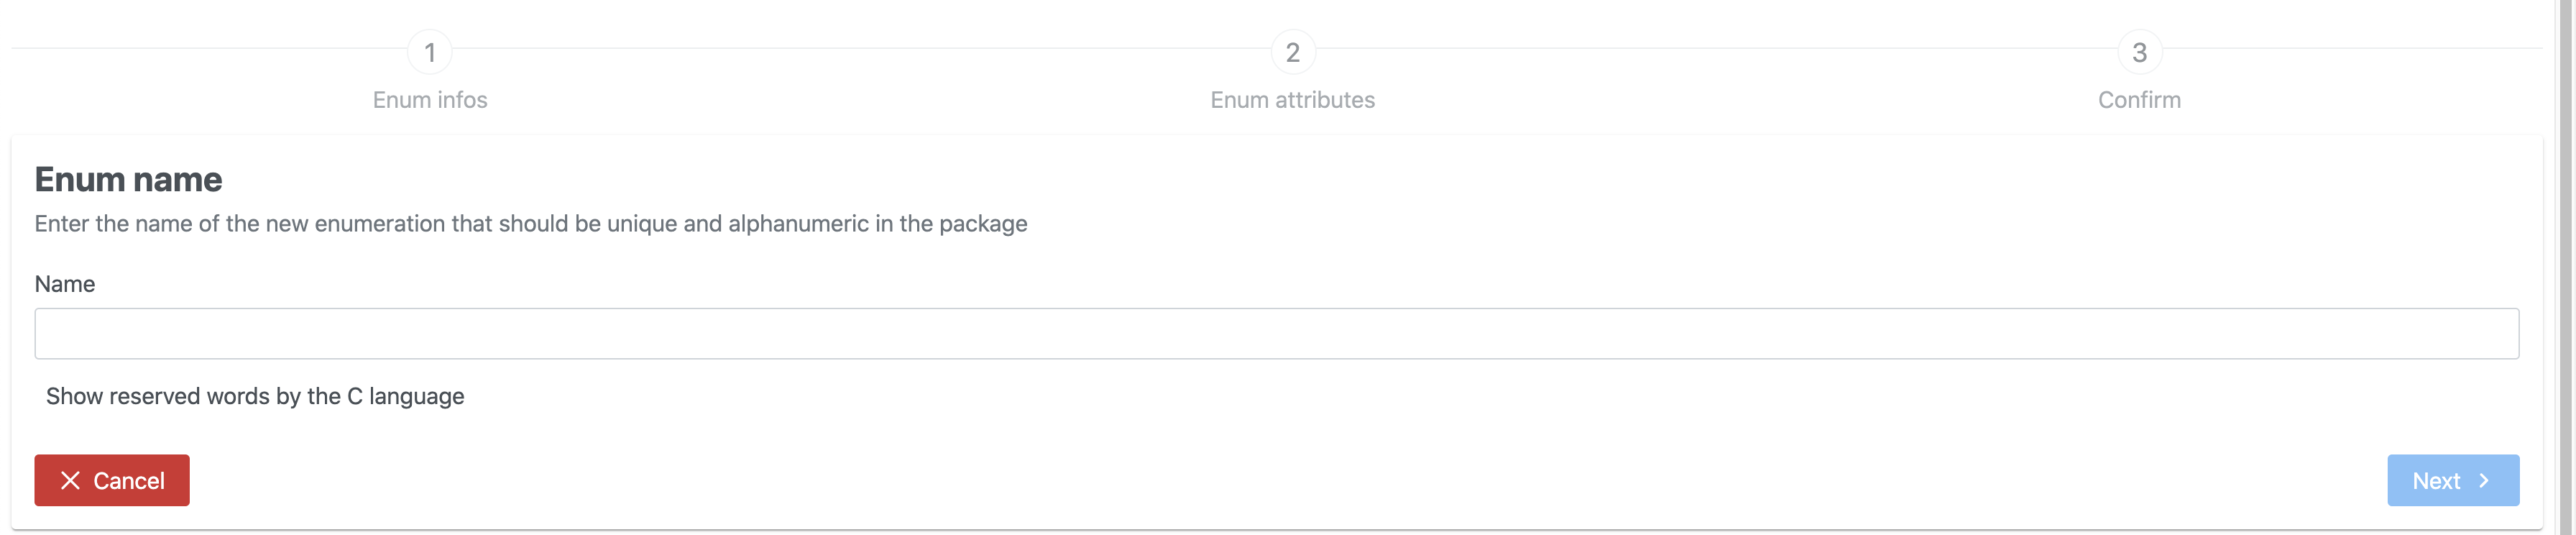 1
Enum infos
2
Enum attributes
3
Confirm
Enum name
Enter the name of the new enumeration that should be unique and alphanumeric in the package
Name
Show reserved words by the C language
Cancel
Next